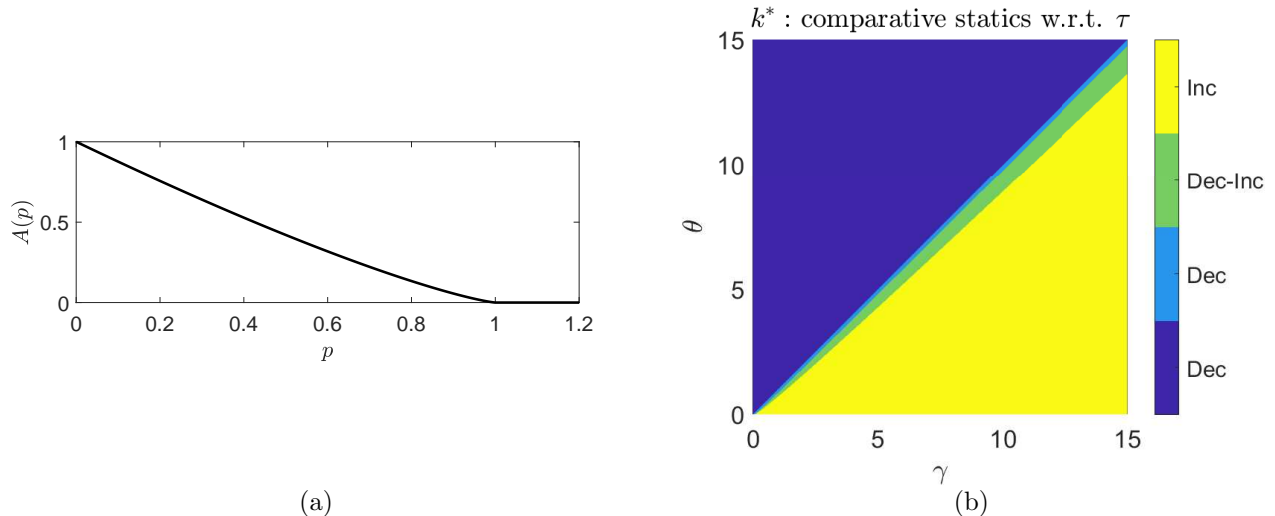 1
0.5
0
A(p)
0 0.2 0.4 0.6 0.8 1 1.2
p
(a)
k* : comparative statics w.r.t. τ
15
10
5
0
θ
0 5 10 15
γ
Inc
Dec-Inc
Dec
Dec
(b)